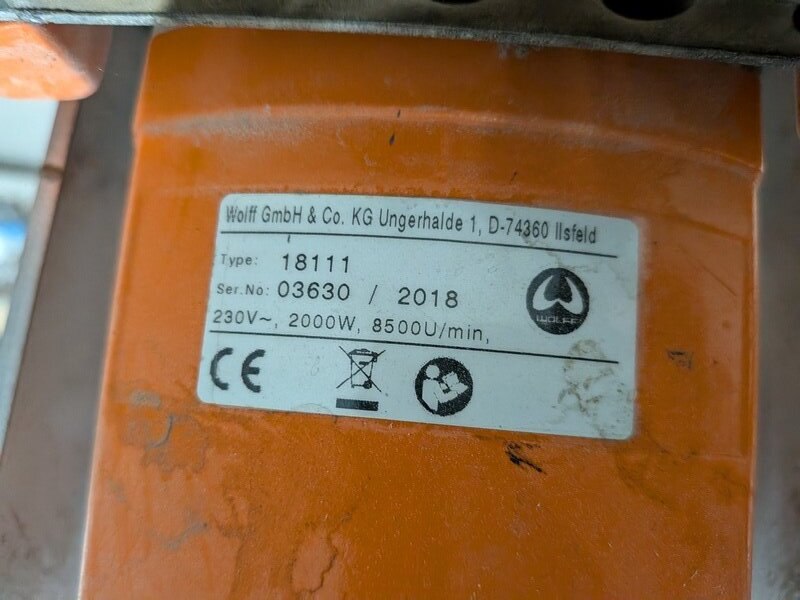 Wolff GmbH & Co. KG Ungerhalde 1, D-74360 Ilsfeld
Type: 18111
Ser.No: 03630 / 2018
WOLFF
230V~, 2000W, 8500U/min,
CE